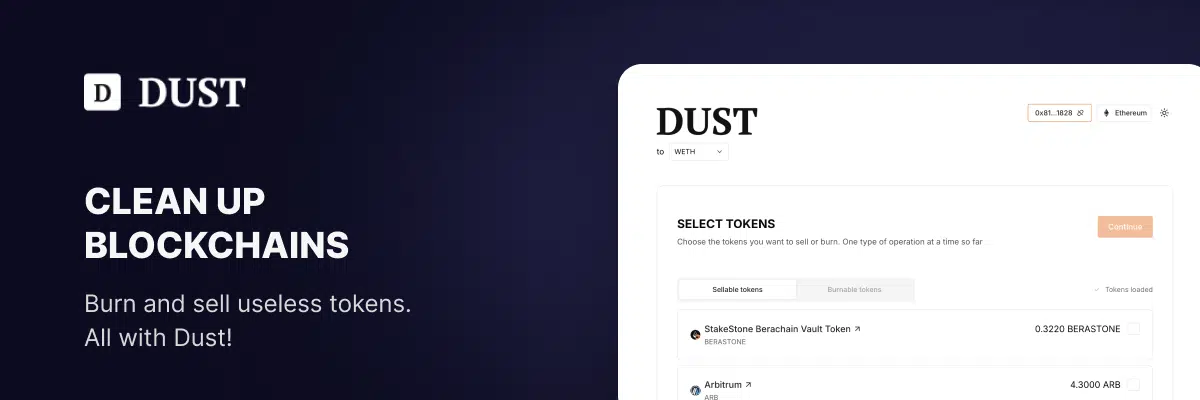 D DUST
CLEAN UP
BLOCKCHAINS
Burn and sell useless tokens.
All with Dust!
DUST
0x81...1828
Ethereum
to WETH
SELECT TOKENS
Continue
Choose the tokens you want to sell or burn. One type of operation at a time so far
Sellable tokens
Burnable tokens
Tokens loaded
StakeStone Berachain Vault Token
0.3220 BERASTONE
BERASTONE
Arbitrum
4.3000 ARB
ARB